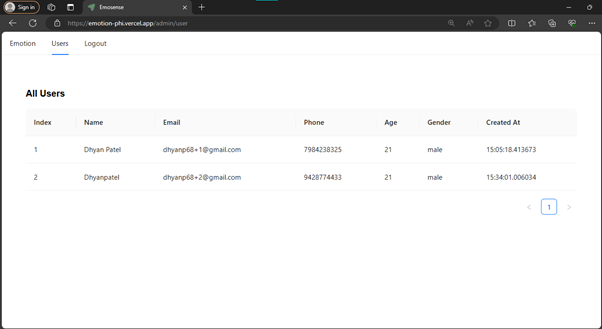 Sign in
Emosense
https://emotion-phi.vercel.app/admin/user
Emotion Users Logout
All Users
Index Name Email Phone Age Gender Created At
1 Dhyan Patel dhyanp68+1@gmail.com 7984238325 21 male 15:05:18.413673
2 Dhyanpatel dhyanp68+2@gmail.com 9428774433 21 male 15:34:01.006034
< 1 >